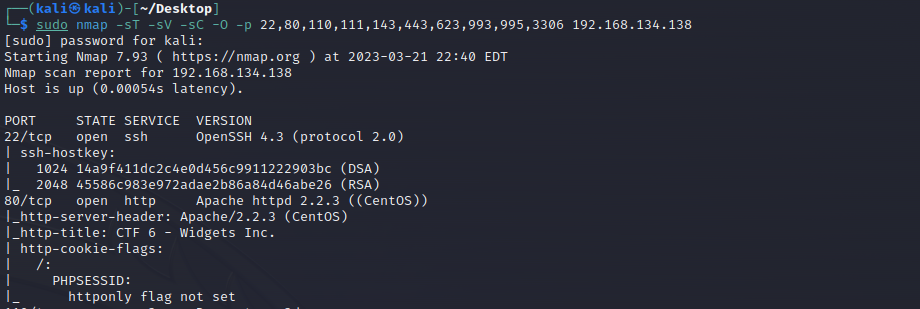 ┌──(kali㉿kali)-[~/Desktop]
└─$ sudo nmap -sT -sV -sC -O -p 22,80,110,111,143,443,623,993,995,3306 192.168.134.138
[sudo] password for kali:
Starting Nmap 7.93 ( https://nmap.org ) at 2023-03-21 22:40 EDT
Nmap scan report for 192.168.134.138
Host is up (0.00054s latency).

PORT     STATE SERVICE  VERSION
22/tcp   open  ssh      OpenSSH 4.3 (protocol 2.0)
| ssh-hostkey:
|   1024 14a9f411dc2c4e0d456c9911222903bc (DSA)
|_  2048 45586c983e972adae2b86a84d46abe26 (RSA)
80/tcp   open  http     Apache httpd 2.2.3 ((CentOS))
|_http-server-header: Apache/2.2.3 (CentOS)
|_http-title: CTF 6 - Widgets Inc.
| http-cookie-flags:
|   /:
|     PHPSESSID:
|_      httponly flag not set